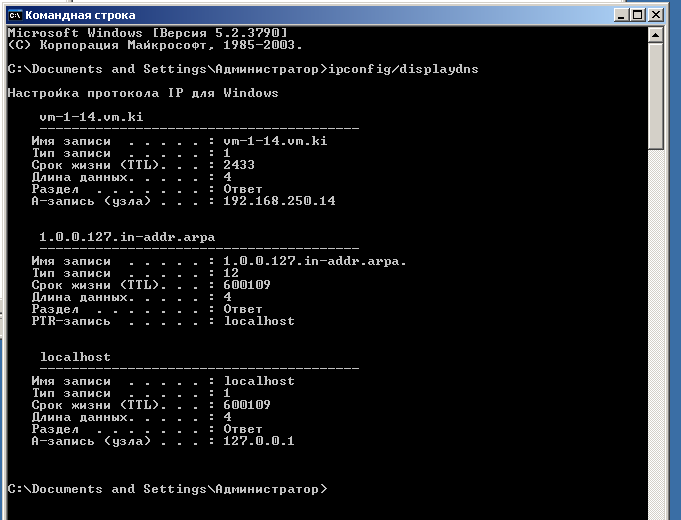 Командная строка
Microsoft Windows [Версия 5.2.3790]
(C) Корпорация Майкрософт, 1985-2003.
C:\Documents and Settings\Администратор>ipconfig/displaydns
Настройка протокола IP для Windows
vm-1-14.vm.ki
----------------------------------------
Имя записи . . . . . : vm-1-14.vm.ki
Тип записи . . . . . : 1
Срок жизни (TTL). . . : 2433
Длина данных. . . . . : 4
Раздел . . . . . . . : Ответ
A-запись (узла) . . . : 192.168.250.14
1.0.0.127.in-addr.arpa
----------------------------------------
Имя записи . . . . . : 1.0.0.127.in-addr.arpa.
Тип записи . . . . . : 12
Срок жизни (TTL). . . : 600109
Длина данных. . . . . : 4
Раздел . . . . . . . : Ответ
PTR-запись . . . . . : localhost
localhost
----------------------------------------
Имя записи . . . . . : localhost
Тип записи . . . . . : 1
Срок жизни (TTL). . . : 600109
Длина данных. . . . . : 4
Раздел . . . . . . . : Ответ
A-запись (узла) . . . : 127.0.0.1
C:\Documents and Settings\Администратор>